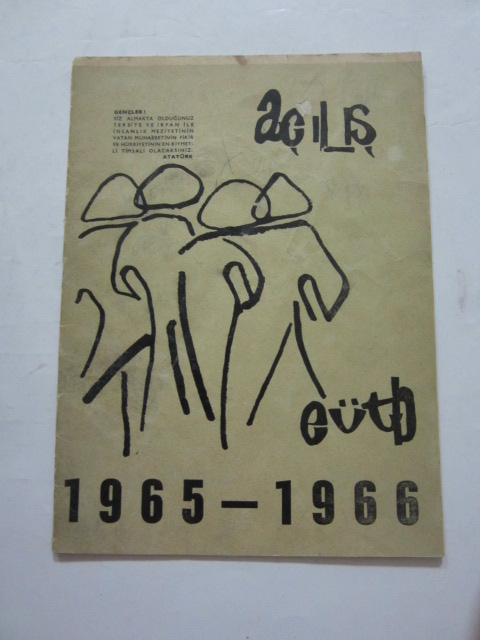 GENÇLER!
SİZ ALMAKTA OLDUĞUNUZ
TERBİYE VE İRFAN İLE
İNSANLIK MEZİYETİNİN
VATAN MUHABBETİNİN FİKİR
VE HÜRRİYETİNİN EN KIYMET-
Lİ TİMSALİ OLACAKSINIZ.
ATATÜRK
açılış
eütb
1965-1966